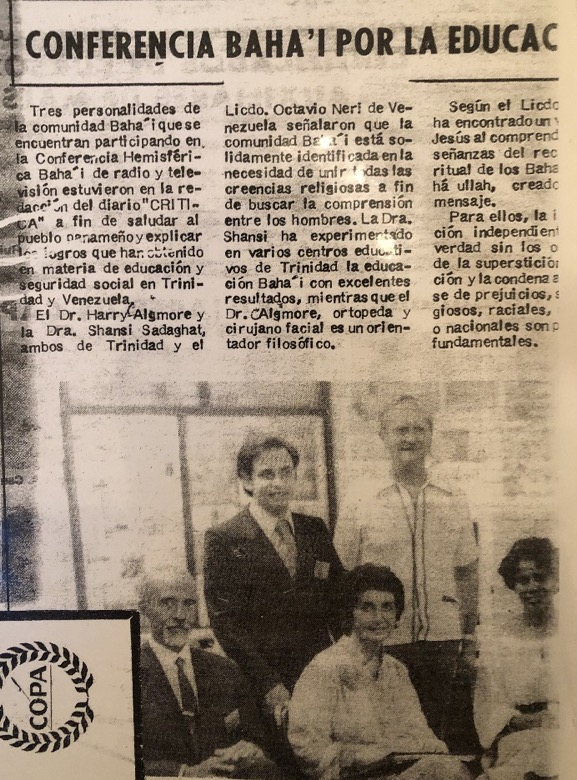 CONFERENCIA BAHA'I POR LA EDUCAC
Tres personalidades de
la comunidad Baha´i que se
encuentran participando en
la Conferencia Hemisféri-
ca Baha´i de radio y tele-
visión estuvieron en la re-
dacción del diario "CRITI-
CA" a fin de saludar al
pueblo panameño y explicar
los logros que han obtenido
en materia de educación y
seguridad social en Trini-
dad y Venezuela.
El Dr. Harry Algmore y
la Dra. Shansi Sadaghat,
ambos de Trinidad y el
Licdo. Octavio Neri de Ve-
nezuela señalaron que la
comunidad Baha´i está so-
lidamente identificada en la
necesidad de unir todas las
creencias religiosas a fin
de buscar la comprensión
entre los hombres. La Dra.
Shansi ha experimentado
en varios centros educati-
vos de Trinidad la educa-
ción Baha´i con excelentes
resultados, mientras que el
Dr. Algmore, ortopeda y
cirujano facial es un orien-
tador filosófico.
Según el Licdo
ha encontrado un
Jesús al comprend
señanzas del rec
ritual de los Baha
há ullah, creado
mensaje.
Para ellos, la i
ción independient
verdad sin los o
de la superstición
ción y la condena a
se de prejuicios, s
giosos, raciales,
o nacionales son p
fundamentales.
COPA